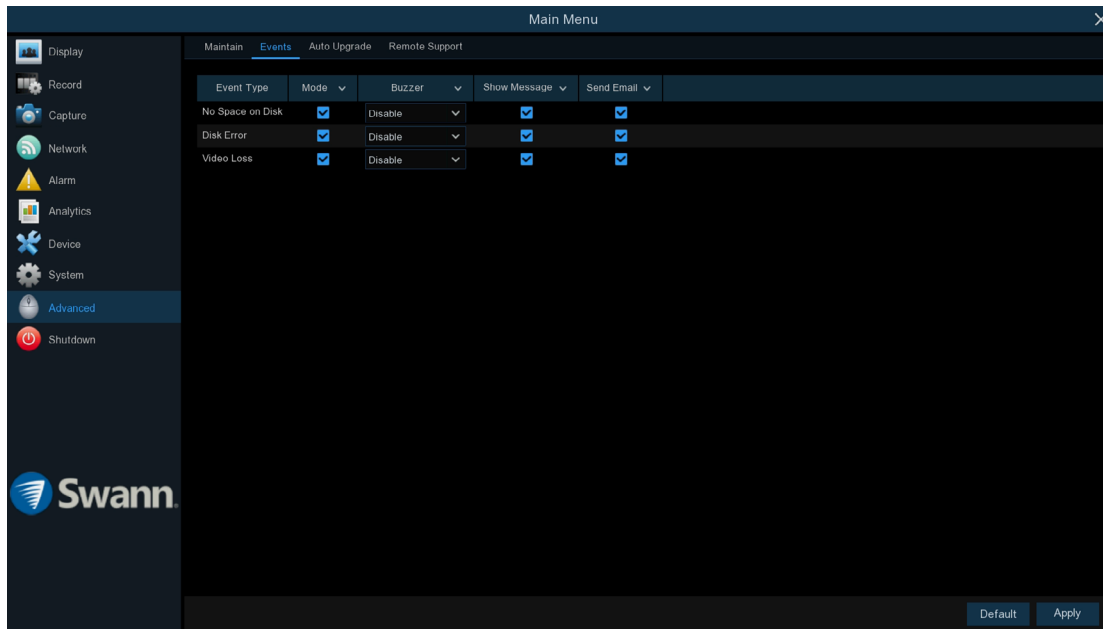 Main Menu
Display
Record
Capture
Network
Alarm
Analytics
Device
System
Advanced
Shutdown
Swann.
Maintain Events Auto Upgrade Remote Support
Event Type Mode Buzzer Show Message Send Email
No Space on Disk Disable
Disk Error Disable
Video Loss Disable
Default Apply